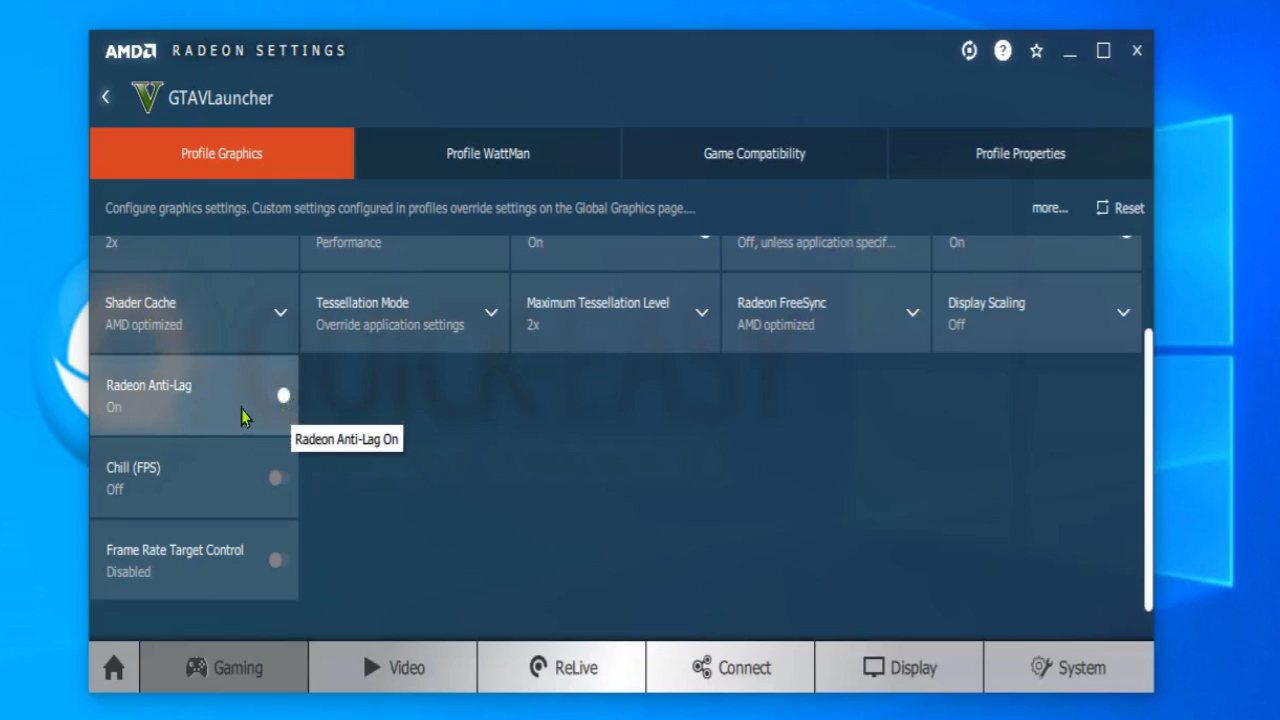 AMD RADEON SETTINGS
GTAVLauncher
Profile Graphics
Profile WattMan
Game Compatibility
Profile Properties
Configure graphics settings. Custom settings configured in profiles override settings on the Global Graphics page....
more...
Reset
2x
Performance
On
Off, unless application specif...
On
Shader Cache
AMD optimized
Tessellation Mode
Override application settings
Maximum Tessellation Level
2x
Radeon FreeSync
AMD optimized
Display Scaling
Off
Radeon Anti-Lag
On
QUICK EASY
Radeon Anti-Lag On
Chill (FPS)
Off
Frame Rate Target Control
Disabled
Gaming
Video
ReLive
Connect
Display
System